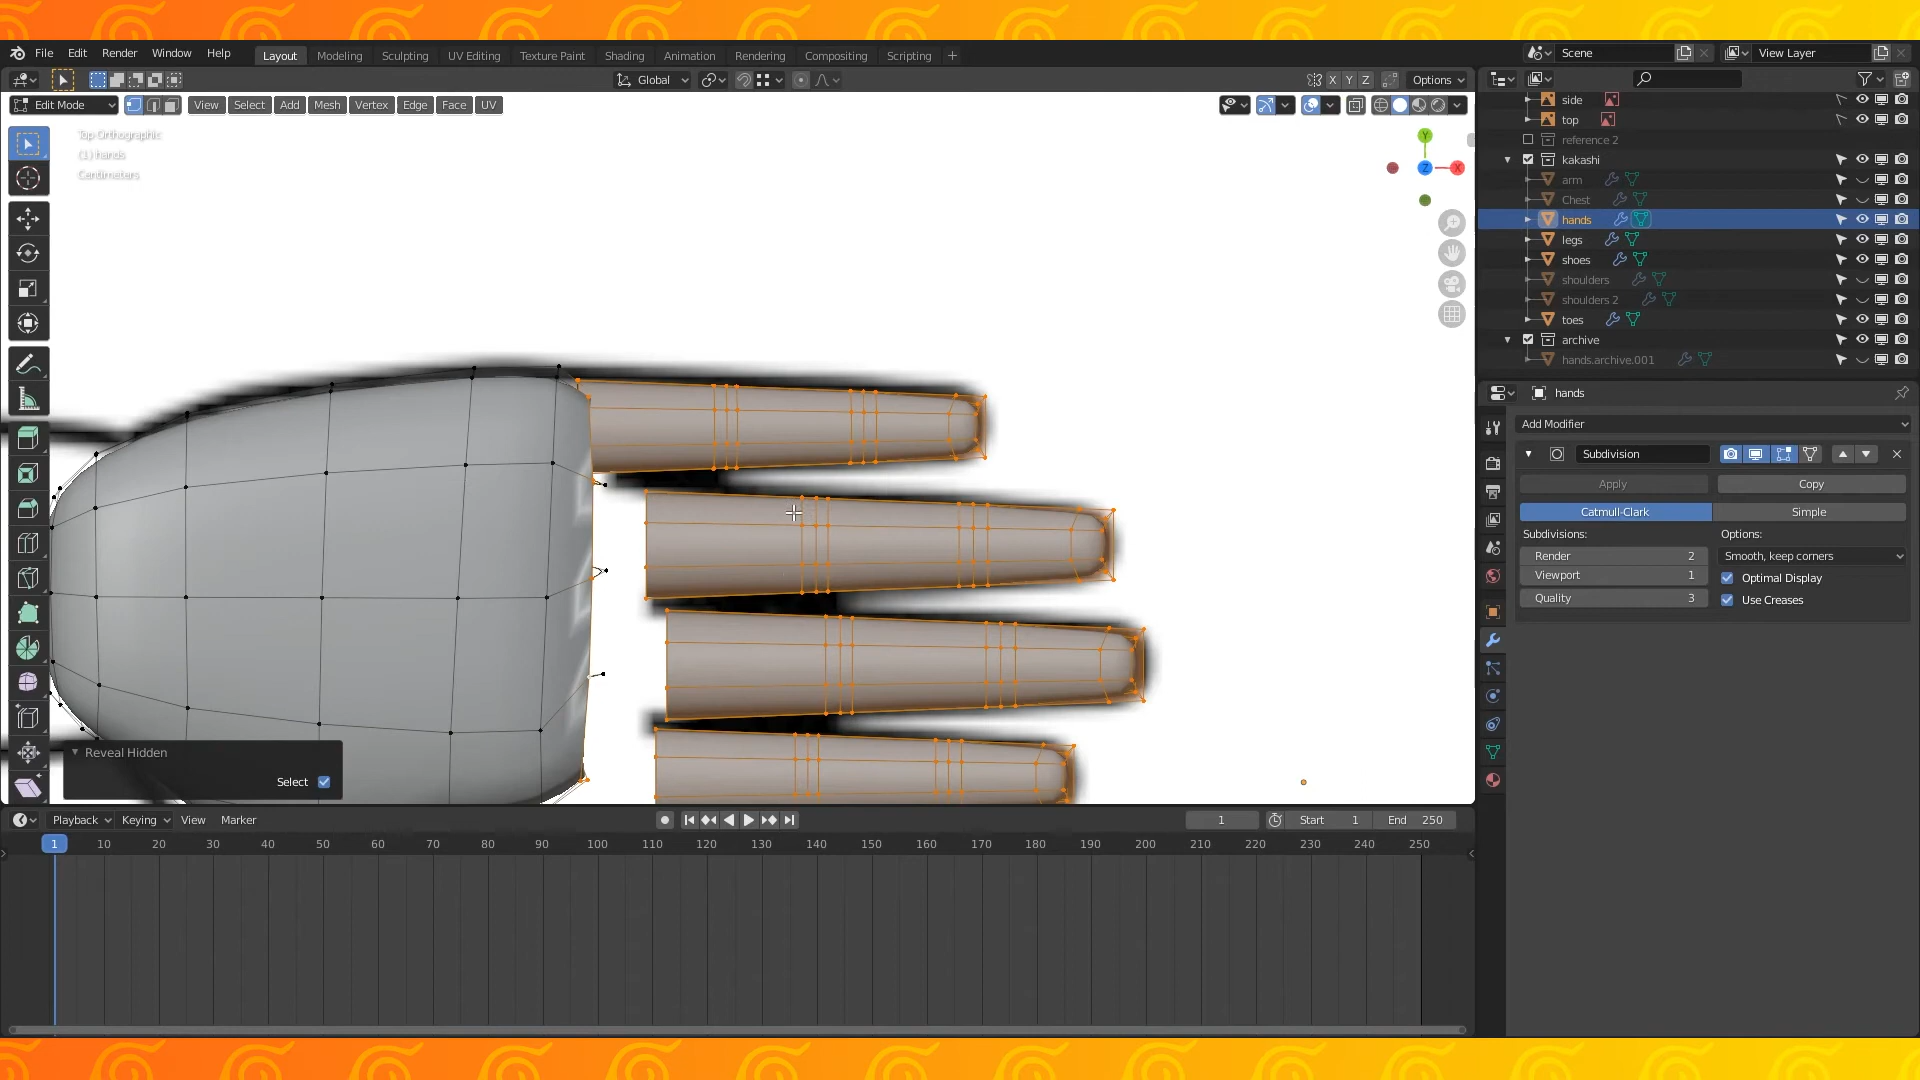 File Edit Render Window Help Layout Modeling Sculpting UV Editing Texture Paint Shading Animation Rendering Compositing Scripting + Scene View Layer
Global X Y Z Options
Edit Mode View Select Add Mesh Vertex Edge Face UV
Top Orthographic
(1) hands
Centimeters
Y
Z X
side
top
reference 2
kakashi
arm
Chest
hands
legs
shoes
shoulders
shoulders 2
toes
archive
hands.archive.001
hands
Add Modifier
Subdivision
Apply Copy
Catmull-Clark Simple
Subdivisions: Options:
Render 2 Smooth, keep corners
Viewport 1 Optimal Display
Quality 3 Use Creases
Reveal Hidden
Select
Playback Keying View Marker 1 Start 1 End 250
1 10 20 30 40 50 60 70 80 90 100 110 120 130 140 150 160 170 180 190 200 210 220 230 240 250